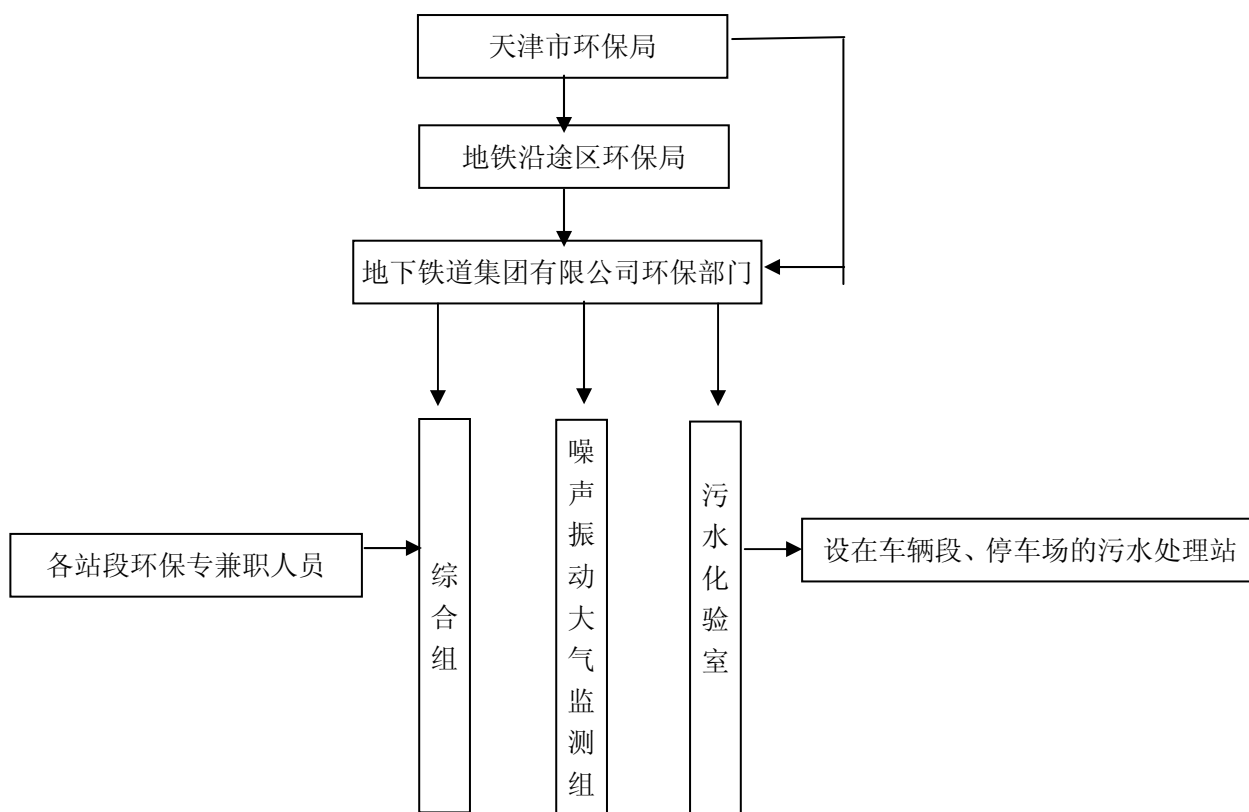 天津市环保局
地铁沿途区环保局
地下铁道集团有限公司环保部门
各站段环保专兼职人员
综合组
噪声振动大气监测组
污水化验室
设在车辆段、停车场的污水处理站